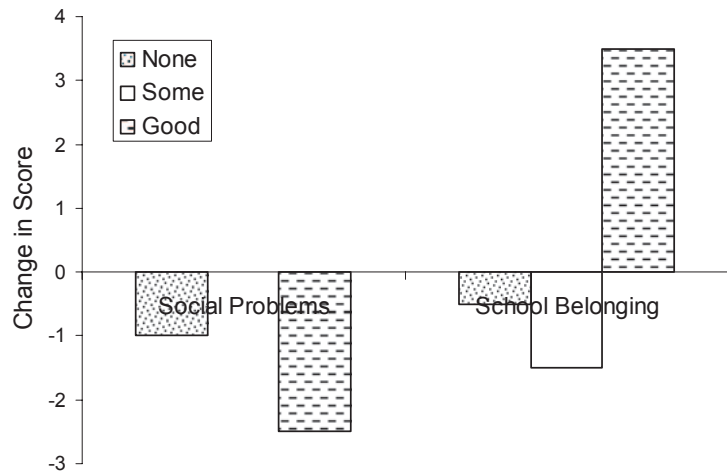 4
3
2
1
0
-1
-2
-3
Change in Score
None
Some
Good
Social Problems
School Belonging